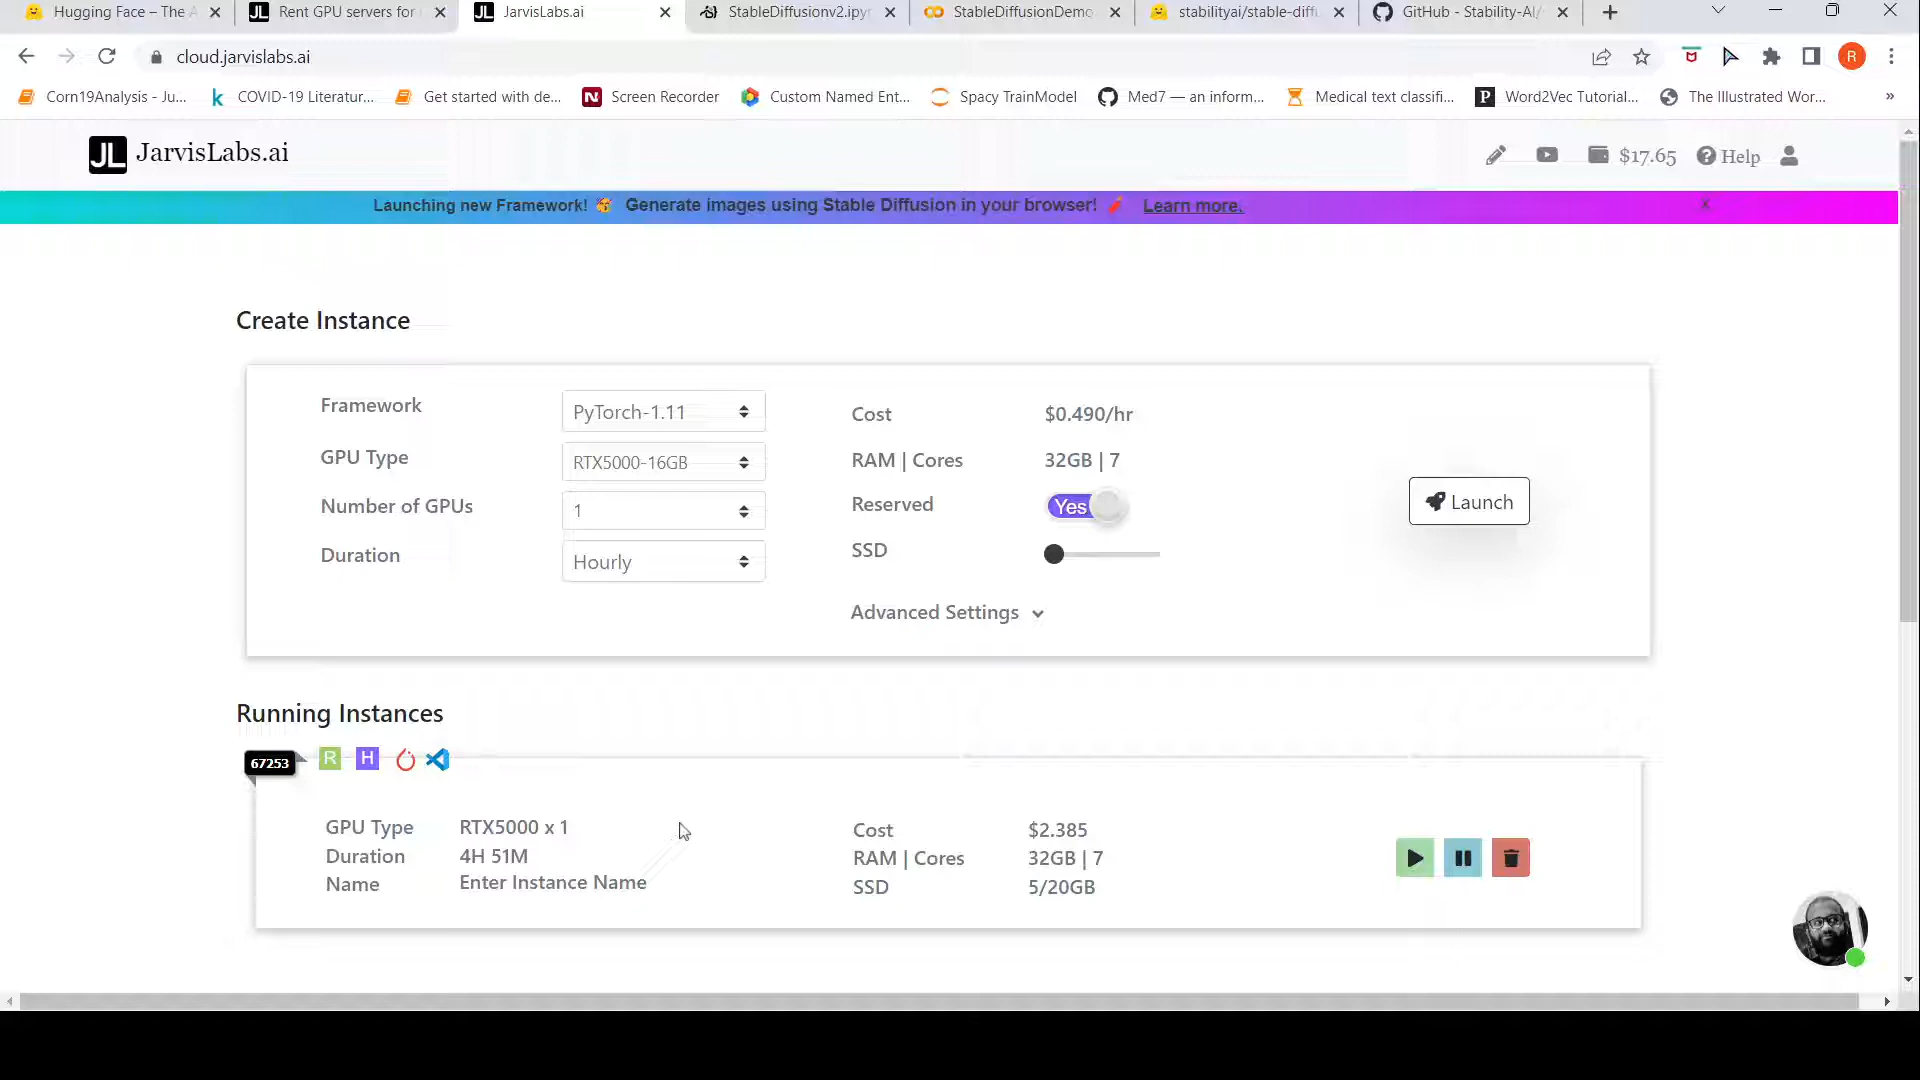 Hugging Face – The A
Rent GPU servers for
JarvisLabs.ai
StableDiffusionv2.ipy
StableDiffusionDemo
stabilityai/stable-diff
GitHub - Stability-AI/
cloud.jarvislabs.ai
R
Corn19Analysis - Ju...
COVID-19 Literatur...
Get started with de...
Screen Recorder
Custom Named Ent...
Spacy TrainModel
Med7 — an inform...
Medical text classifi...
Word2Vec Tutorial...
The Illustrated Wor...
»
JL JarvisLabs.ai
$17.65
Help
Launching new Framework! Generate images using Stable Diffusion in your browser! Learn more. x
Create Instance
Framework PyTorch-1.11 Cost $0.490/hr
GPU Type RTX5000-16GB RAM | Cores 32GB | 7
Number of GPUs 1 Reserved Yes
Launch
Duration Hourly SSD
Advanced Settings
Running Instances
67253 R H
GPU Type RTX5000 x 1 Cost $2.385
Duration 4H 51M RAM | Cores 32GB | 7
Name Enter Instance Name SSD 5/20GB